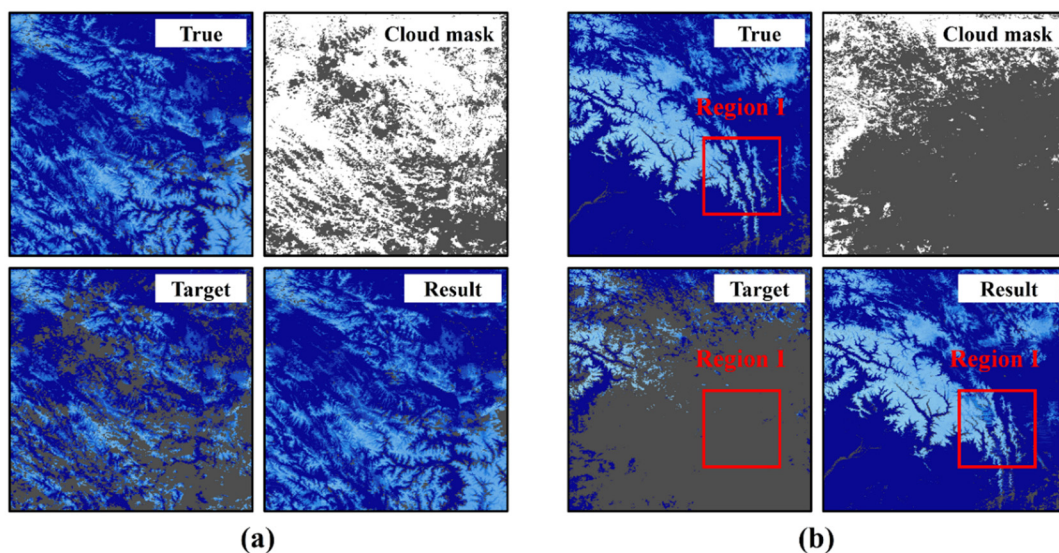 True
Cloud mask
True
Cloud mask
Region 1
Target
Result
Target
Result
Region 1
Region 1
(a)
(b)